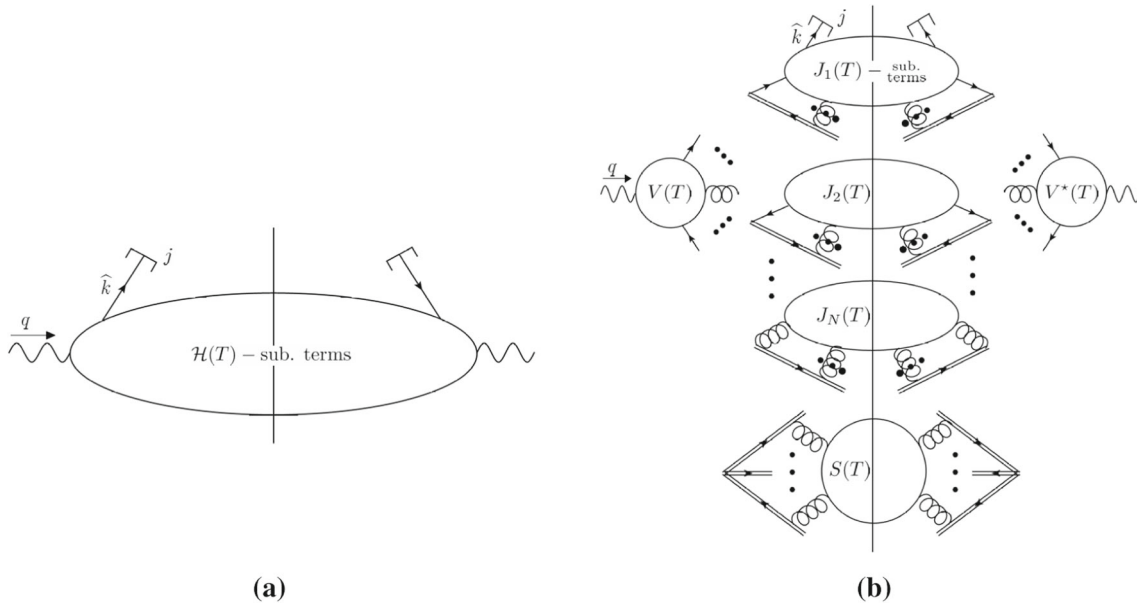 q
k̂
j
𝓗(T) − sub. terms
(a)
k̂
j
J₁(T) − sub. terms
q
V(T)
J₂(T)
V⋆(T)
J_N(T)
S(T)
(b)